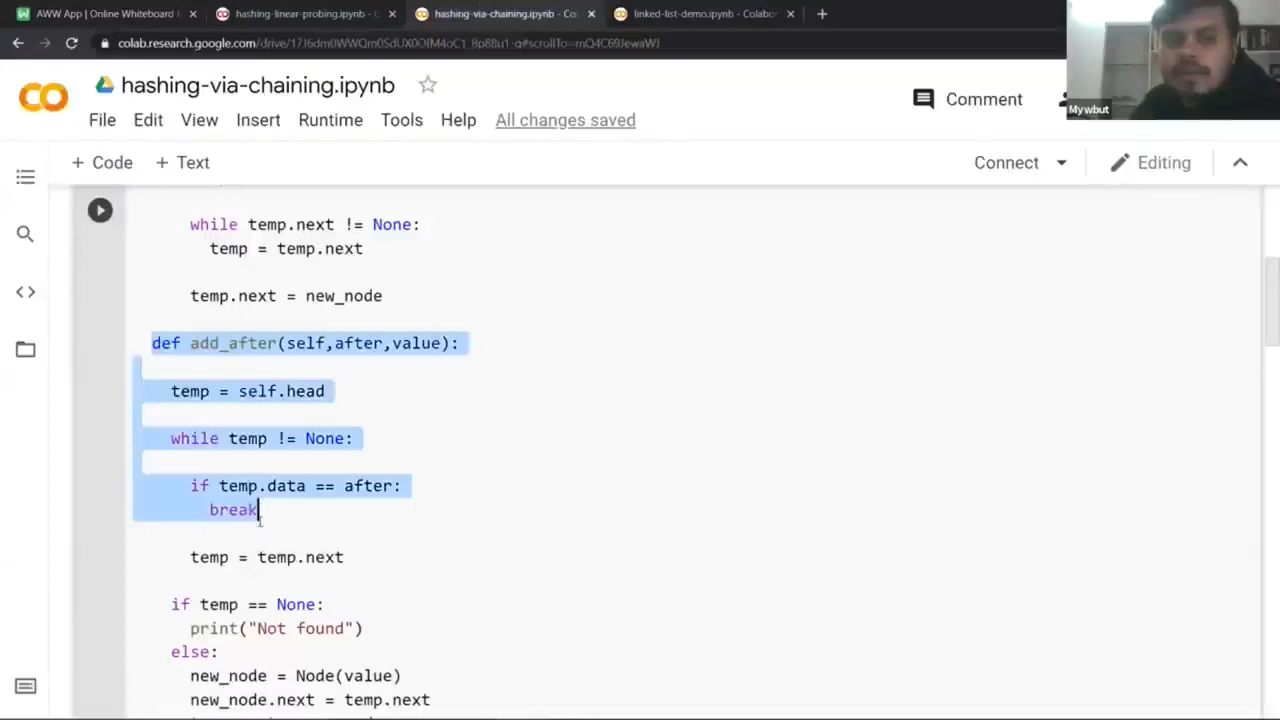 AWW App | Online Whiteboard
hashing-linear-probing.ipynb -
hashing-via-chaining.ipynb - Co
linked-list-demo.ipynb - Colabor
hashing-via-chaining.ipynb
Comment
Mywbut
File Edit View Insert Runtime Tools Help All changes saved
+ Code + Text
Connect
Editing
while temp.next != None:
temp = temp.next
temp.next = new_node
def add_after(self,after,value):
temp = self.head
while temp != None:
if temp.data == after:
break
temp = temp.next
if temp == None:
print("Not found")
else:
new_node = Node(value)
new_node.next = temp.next